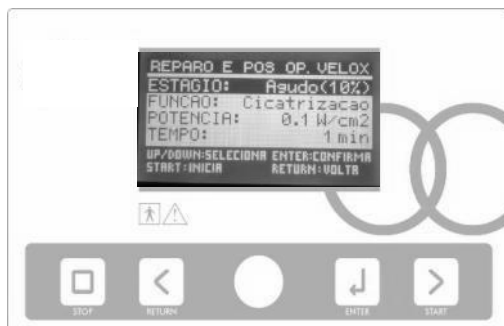 REPARO E POS OP. VELOX
ESTAGIO: Agudo(10%)
FUNCAO: Cicatrizacao
POTENCIA: 0.1 W/cm2
TEMPO: 1 min
UP/DOWN:SELECIONA ENTER:CONFIRMA
START:INICIA RETURN:VOLTA
STOP RETURN ENTER START